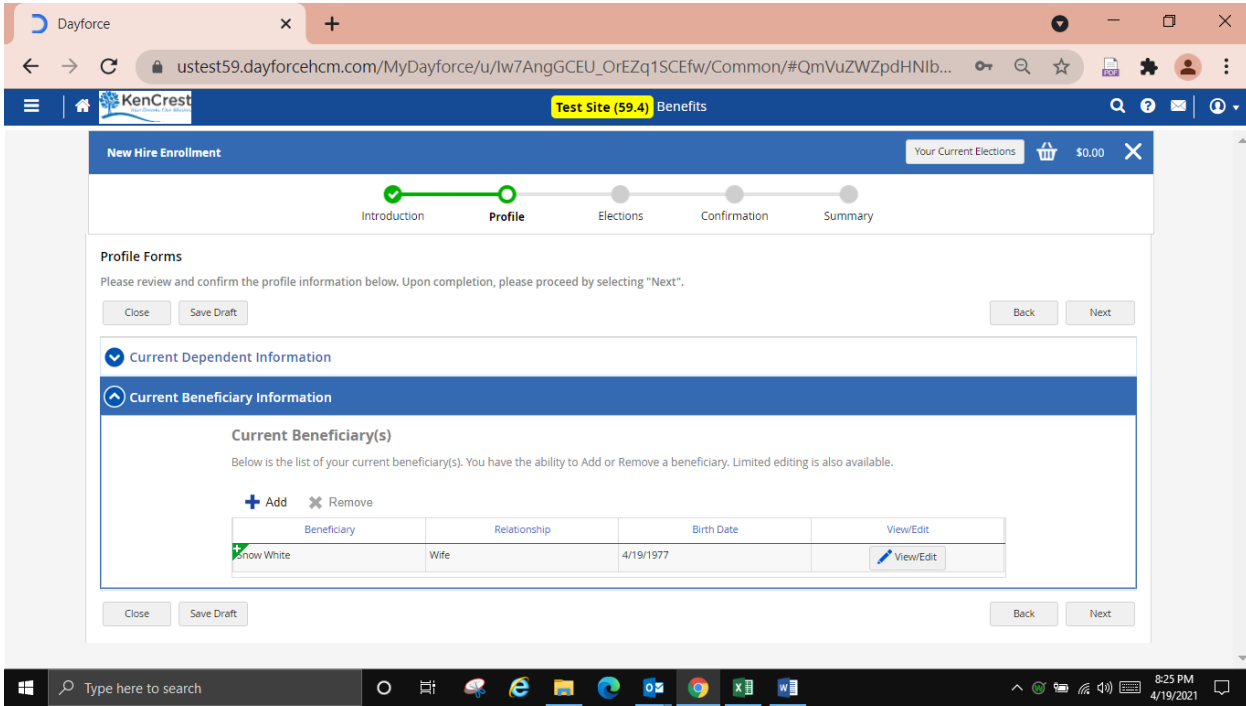 Dayforce
ustest59.dayforcehcm.com/MyDayforce/u/Iw7AngGCEU_OrEZq1SCEfw/Common/#QmVuZWZpdHNIb...
PDF
KenCrest
Test Site (59.4) Benefits
New Hire Enrollment
Your Current Elections
$0.00
Introduction
Profile
Elections
Confirmation
Summary
Profile Forms
Please review and confirm the profile information below. Upon completion, please proceed by selecting "Next".
Close Save Draft Back Next
Current Dependent Information
Current Beneficiary Information
Current Beneficiary(s)
Below is the list of your current beneficiary(s). You have the ability to Add or Remove a beneficiary. Limited editing is also available.
Add Remove
Beneficiary Relationship Birth Date View/Edit
Snow White Wife 4/19/1977 View/Edit
Close Save Draft Back Next
Type here to search
8:25 PM
4/19/2021